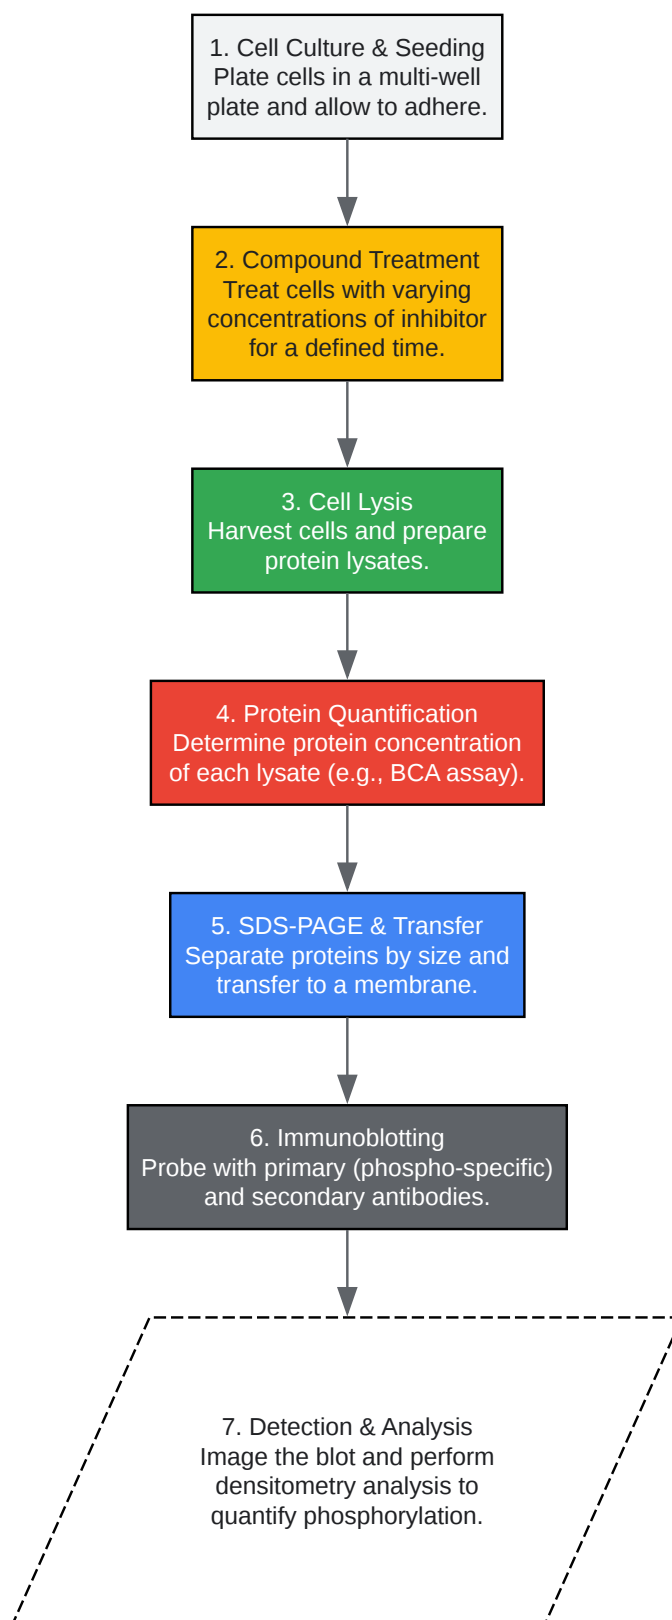 1. Cell Culture & Seeding
Plate cells in a multi-well
plate and allow to adhere.
2. Compound Treatment
Treat cells with varying
concentrations of inhibitor
for a defined time.
3. Cell Lysis
Harvest cells and prepare
protein lysates.
4. Protein Quantification
Determine protein concentration
of each lysate (e.g., BCA assay).
5. SDS-PAGE & Transfer
Separate proteins by size and
transfer to a membrane.
6. Immunoblotting
Probe with primary (phospho-specific)
and secondary antibodies.
7. Detection & Analysis
Image the blot and perform
densitometry analysis to
quantify phosphorylation.